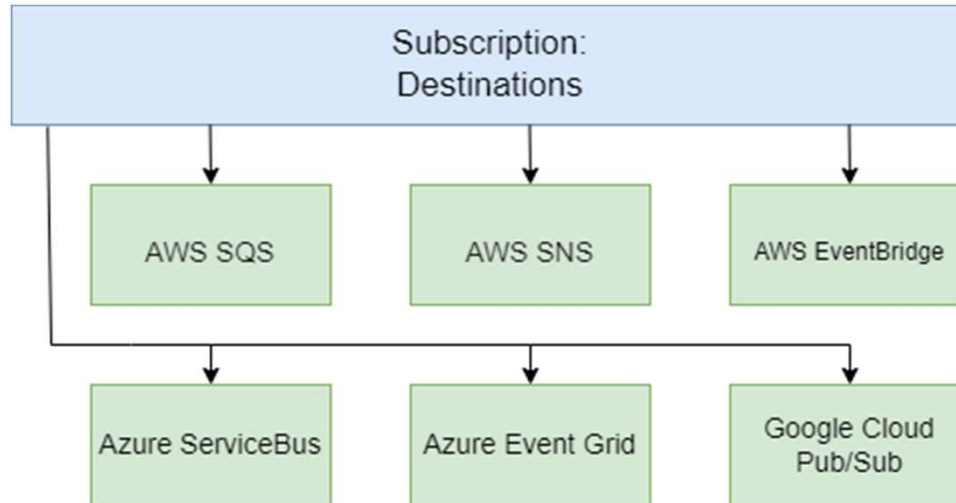 Subscription:
Destinations
AWS SQS
AWS SNS
AWS EventBridge
Azure ServiceBus
Azure Event Grid
Google Cloud
Pub/Sub